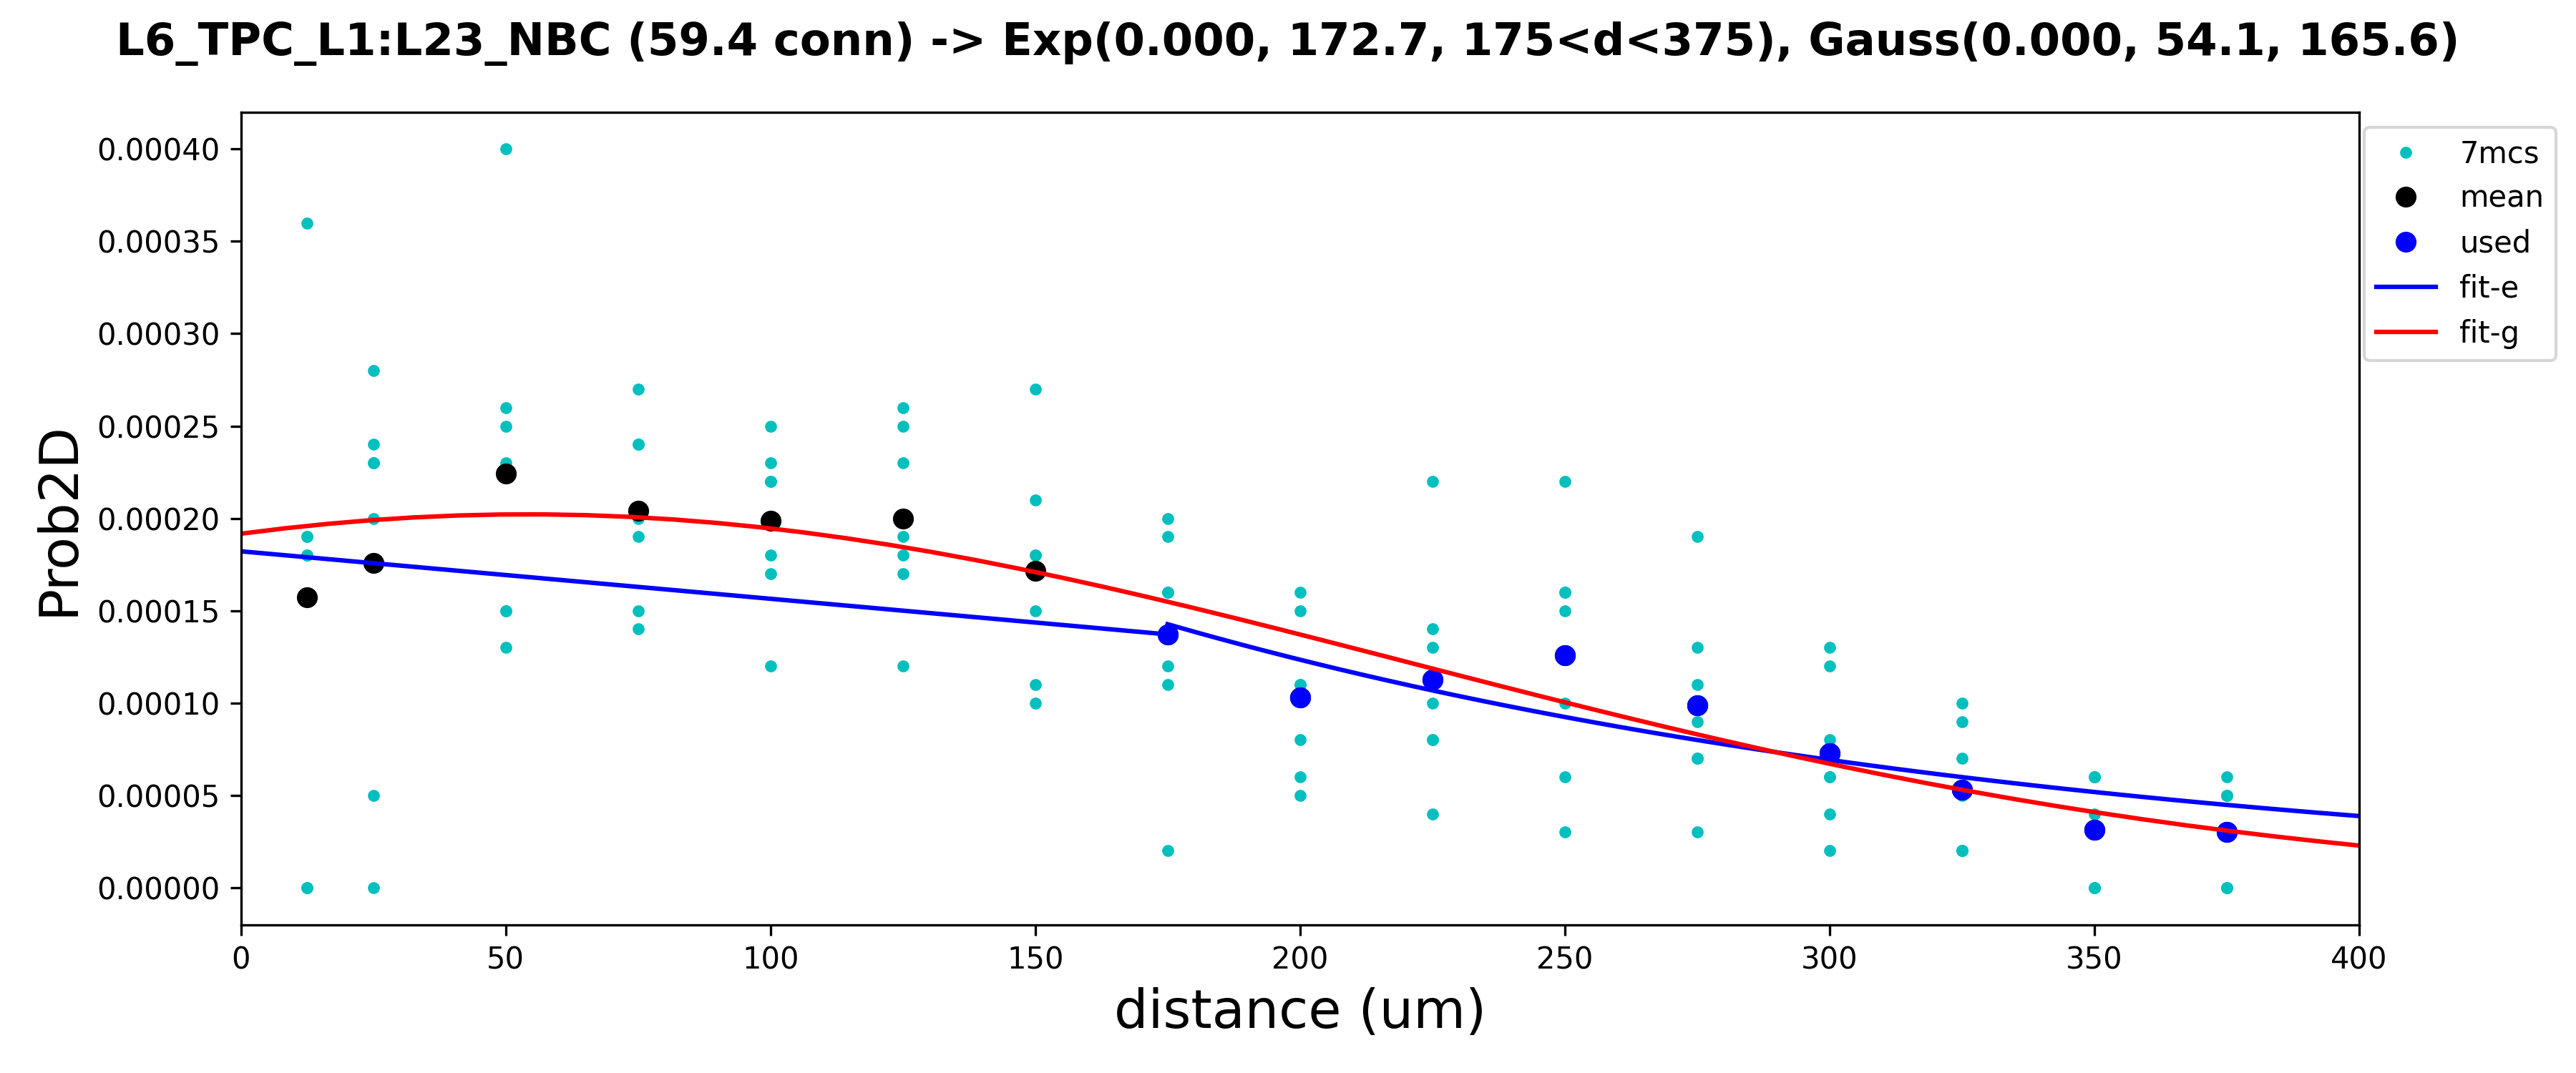 L6_TPC_L1:L23_NBC (59.4 conn) -> Exp(0.000, 172.7, 175<d<375), Gauss(0.000, 54.1, 165.6)
Prob2D
0.00040
0.00035
0.00030
0.00025
0.00020
0.00015
0.00010
0.00005
0.00000
0 50 100 150 200 250 300 350 400
distance (um)
7mcs
mean
used
fit-e
fit-g